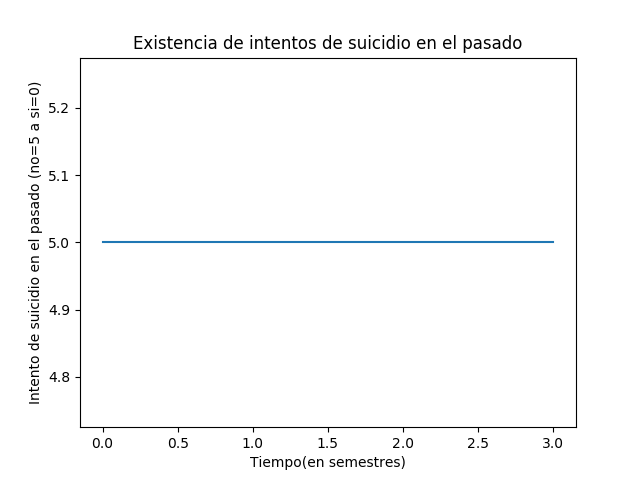 Existencia de intentos de suicidio en el pasado
Intento de suicidio en el pasado (no=5 a si=0)
5.2
5.1
5.0
4.9
4.8
0.0 0.5 1.0 1.5 2.0 2.5 3.0
Tiempo(en semestres)